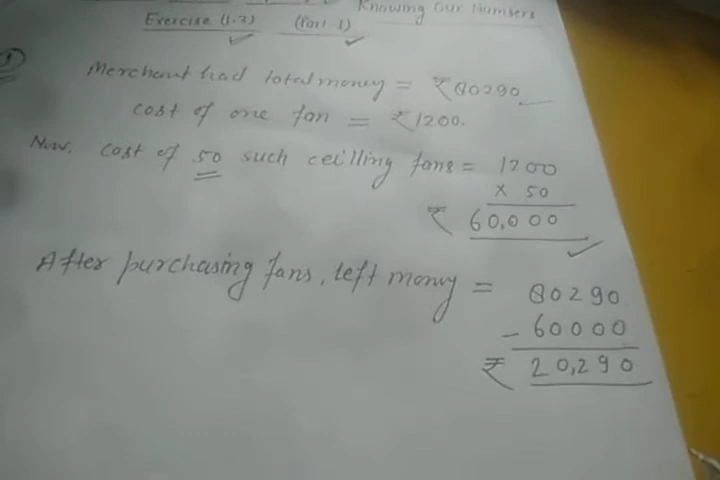 Knowing Our Numbers
Exercise (1.3) (Part-1)
Merchant had total money = ₹80290
cost of one fan = ₹1200.
Now, cost of 50 such ceilling fans = 1200
x 50
₹ 60,000
After purchasing fans, left money = 80290
- 60000
₹ 20,290